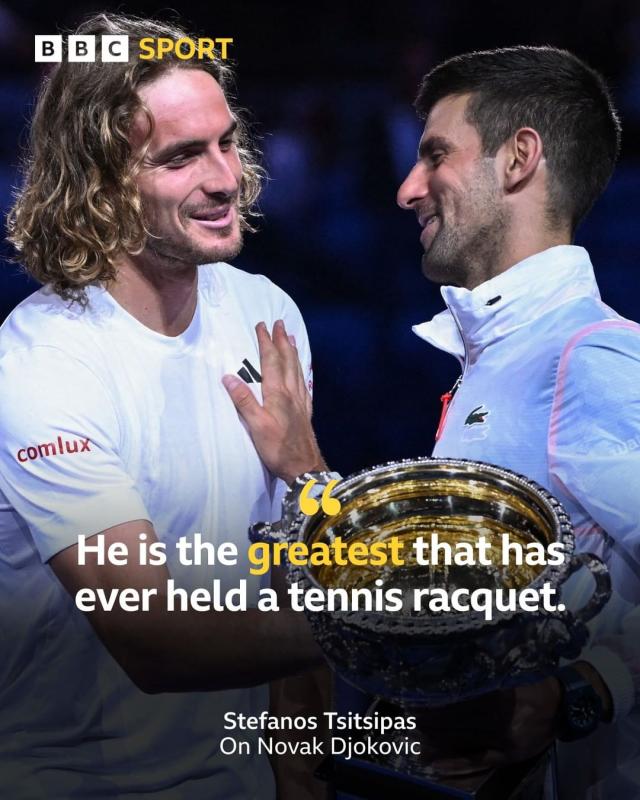 BBC SPORT
comlux
“
He is the greatest that has
ever held a tennis racquet.
Stefanos Tsitsipas
On Novak Djokovic